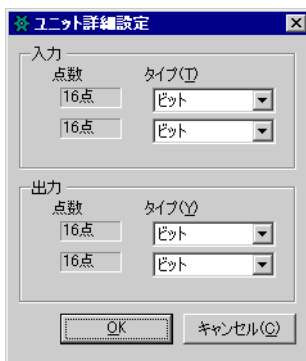 ユニット詳細設定
入力
点数 タイプ(T)
16点 ビット
16点 ビット
出力
点数 タイプ(Y)
16点 ビット
16点 ビット
OK キャンセル(C)